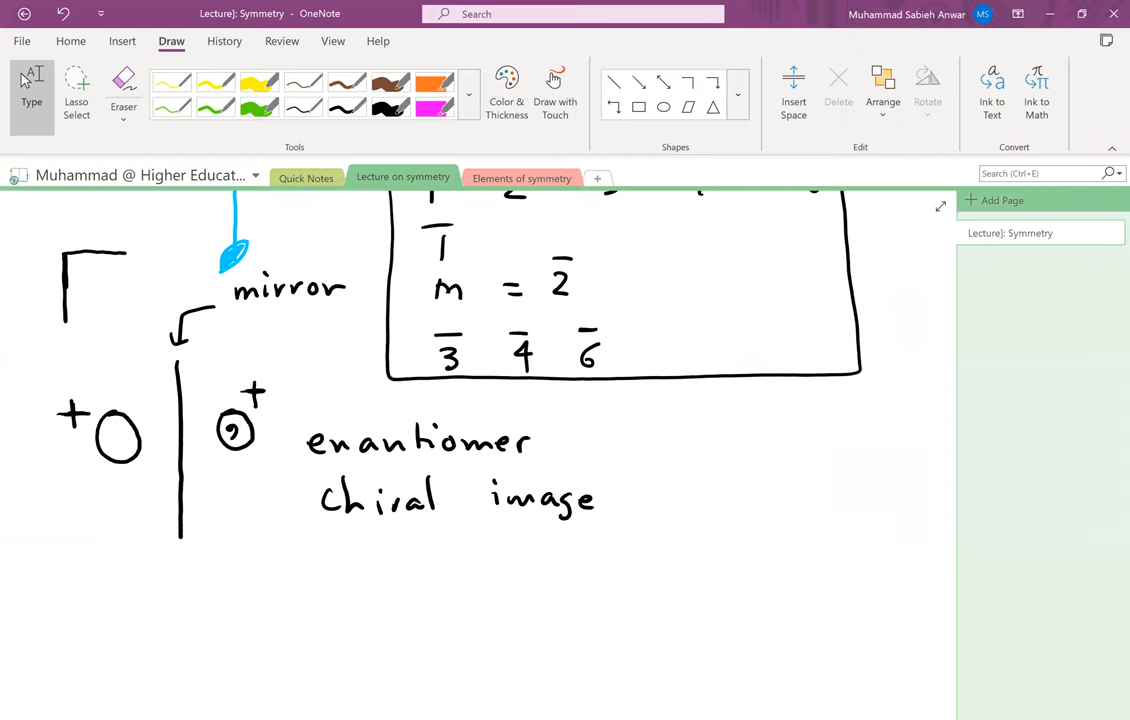 Lecture]: Symmetry - OneNote
Search
Muhammad Sabieh Anwar
MS
File
Home
Insert
Draw
History
Review
View
Help
Type
Lasso Select
Eraser
Color & Thickness
Draw with Touch
Insert Space
Delete
Arrange
Rotate
Ink to Text
Ink to Math
Tools
Shapes
Edit
Convert
Muhammad @ Higher Educat...
Quick Notes
Lecture on symmetry
Elements of symmetry
Search (Ctrl+E)
Add Page
Lecture]: Symmetry
1̅
mirror
m = 2̅
3̅ 4̅ 6̅
+ +
enantiomer
chiral image